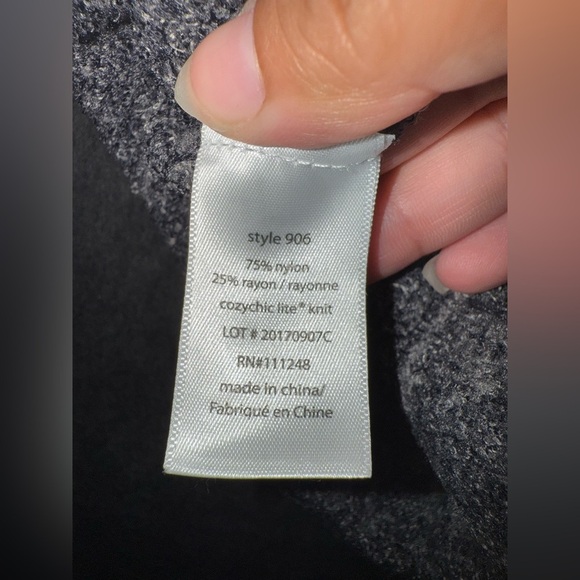 style 906
75% nylon
25% rayon / rayonne
cozychic lite® knit
LOT # 20170907C
RN#111248
made in china/
Fabriqué en Chine